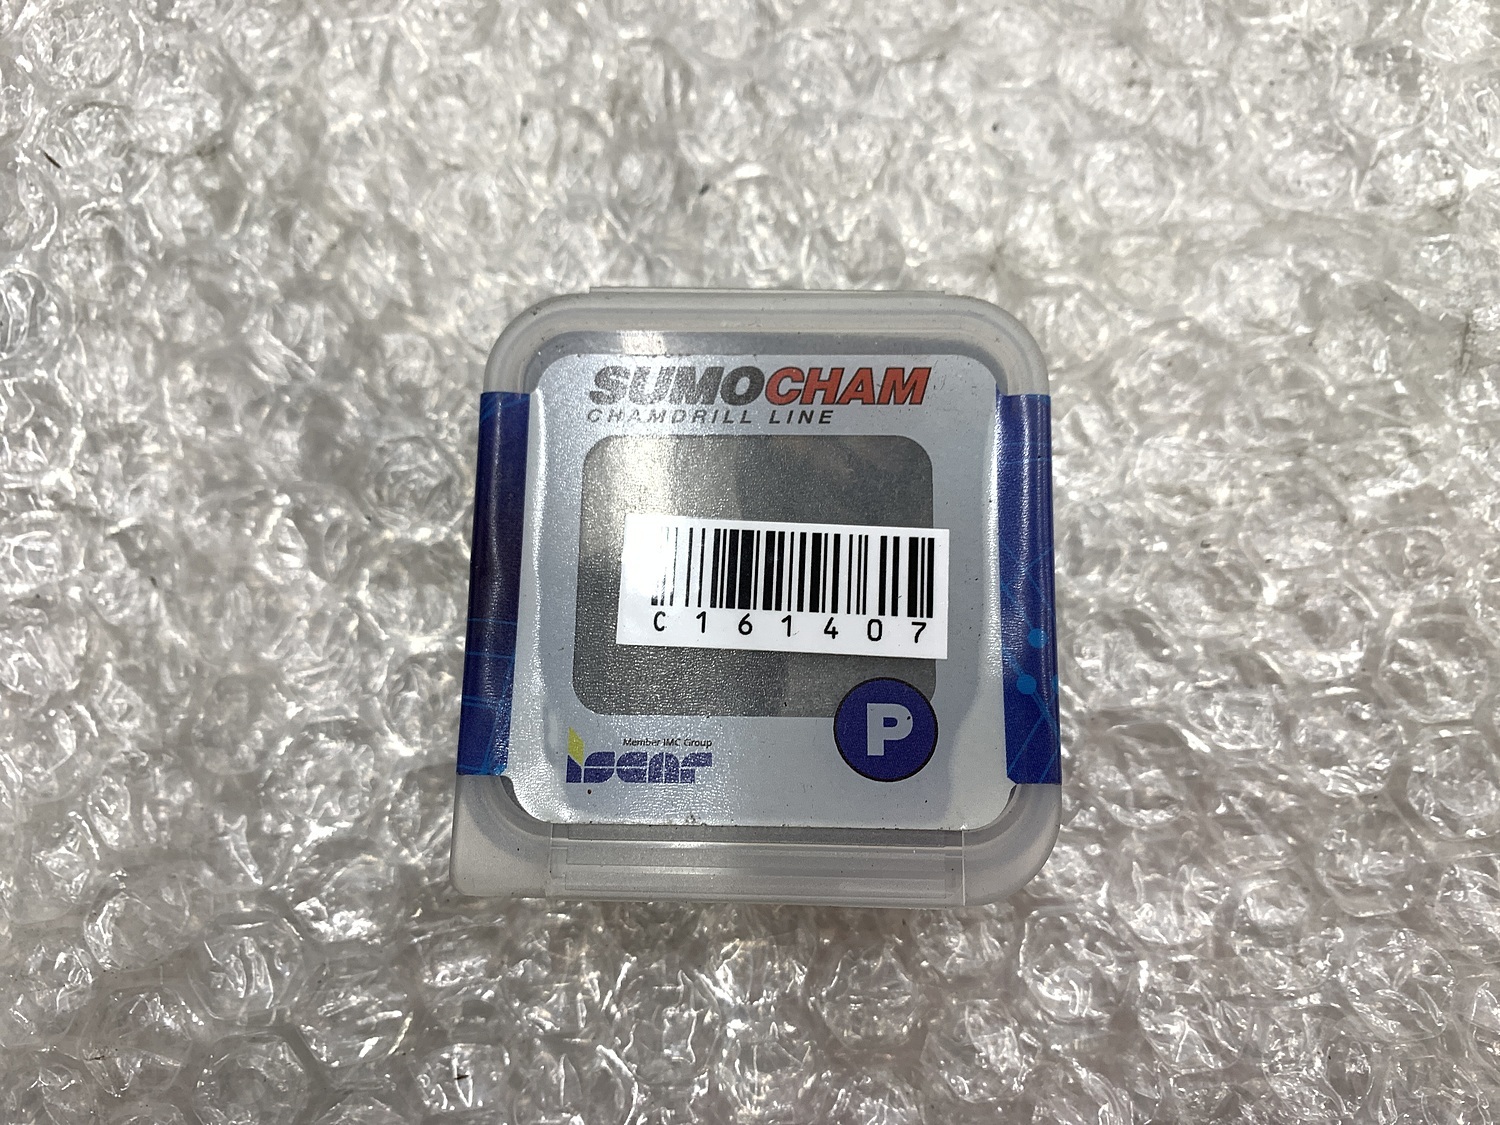 SUMOCHAM
CHAMDRILL LINE
C161407
P
Member IMC Group
iscar